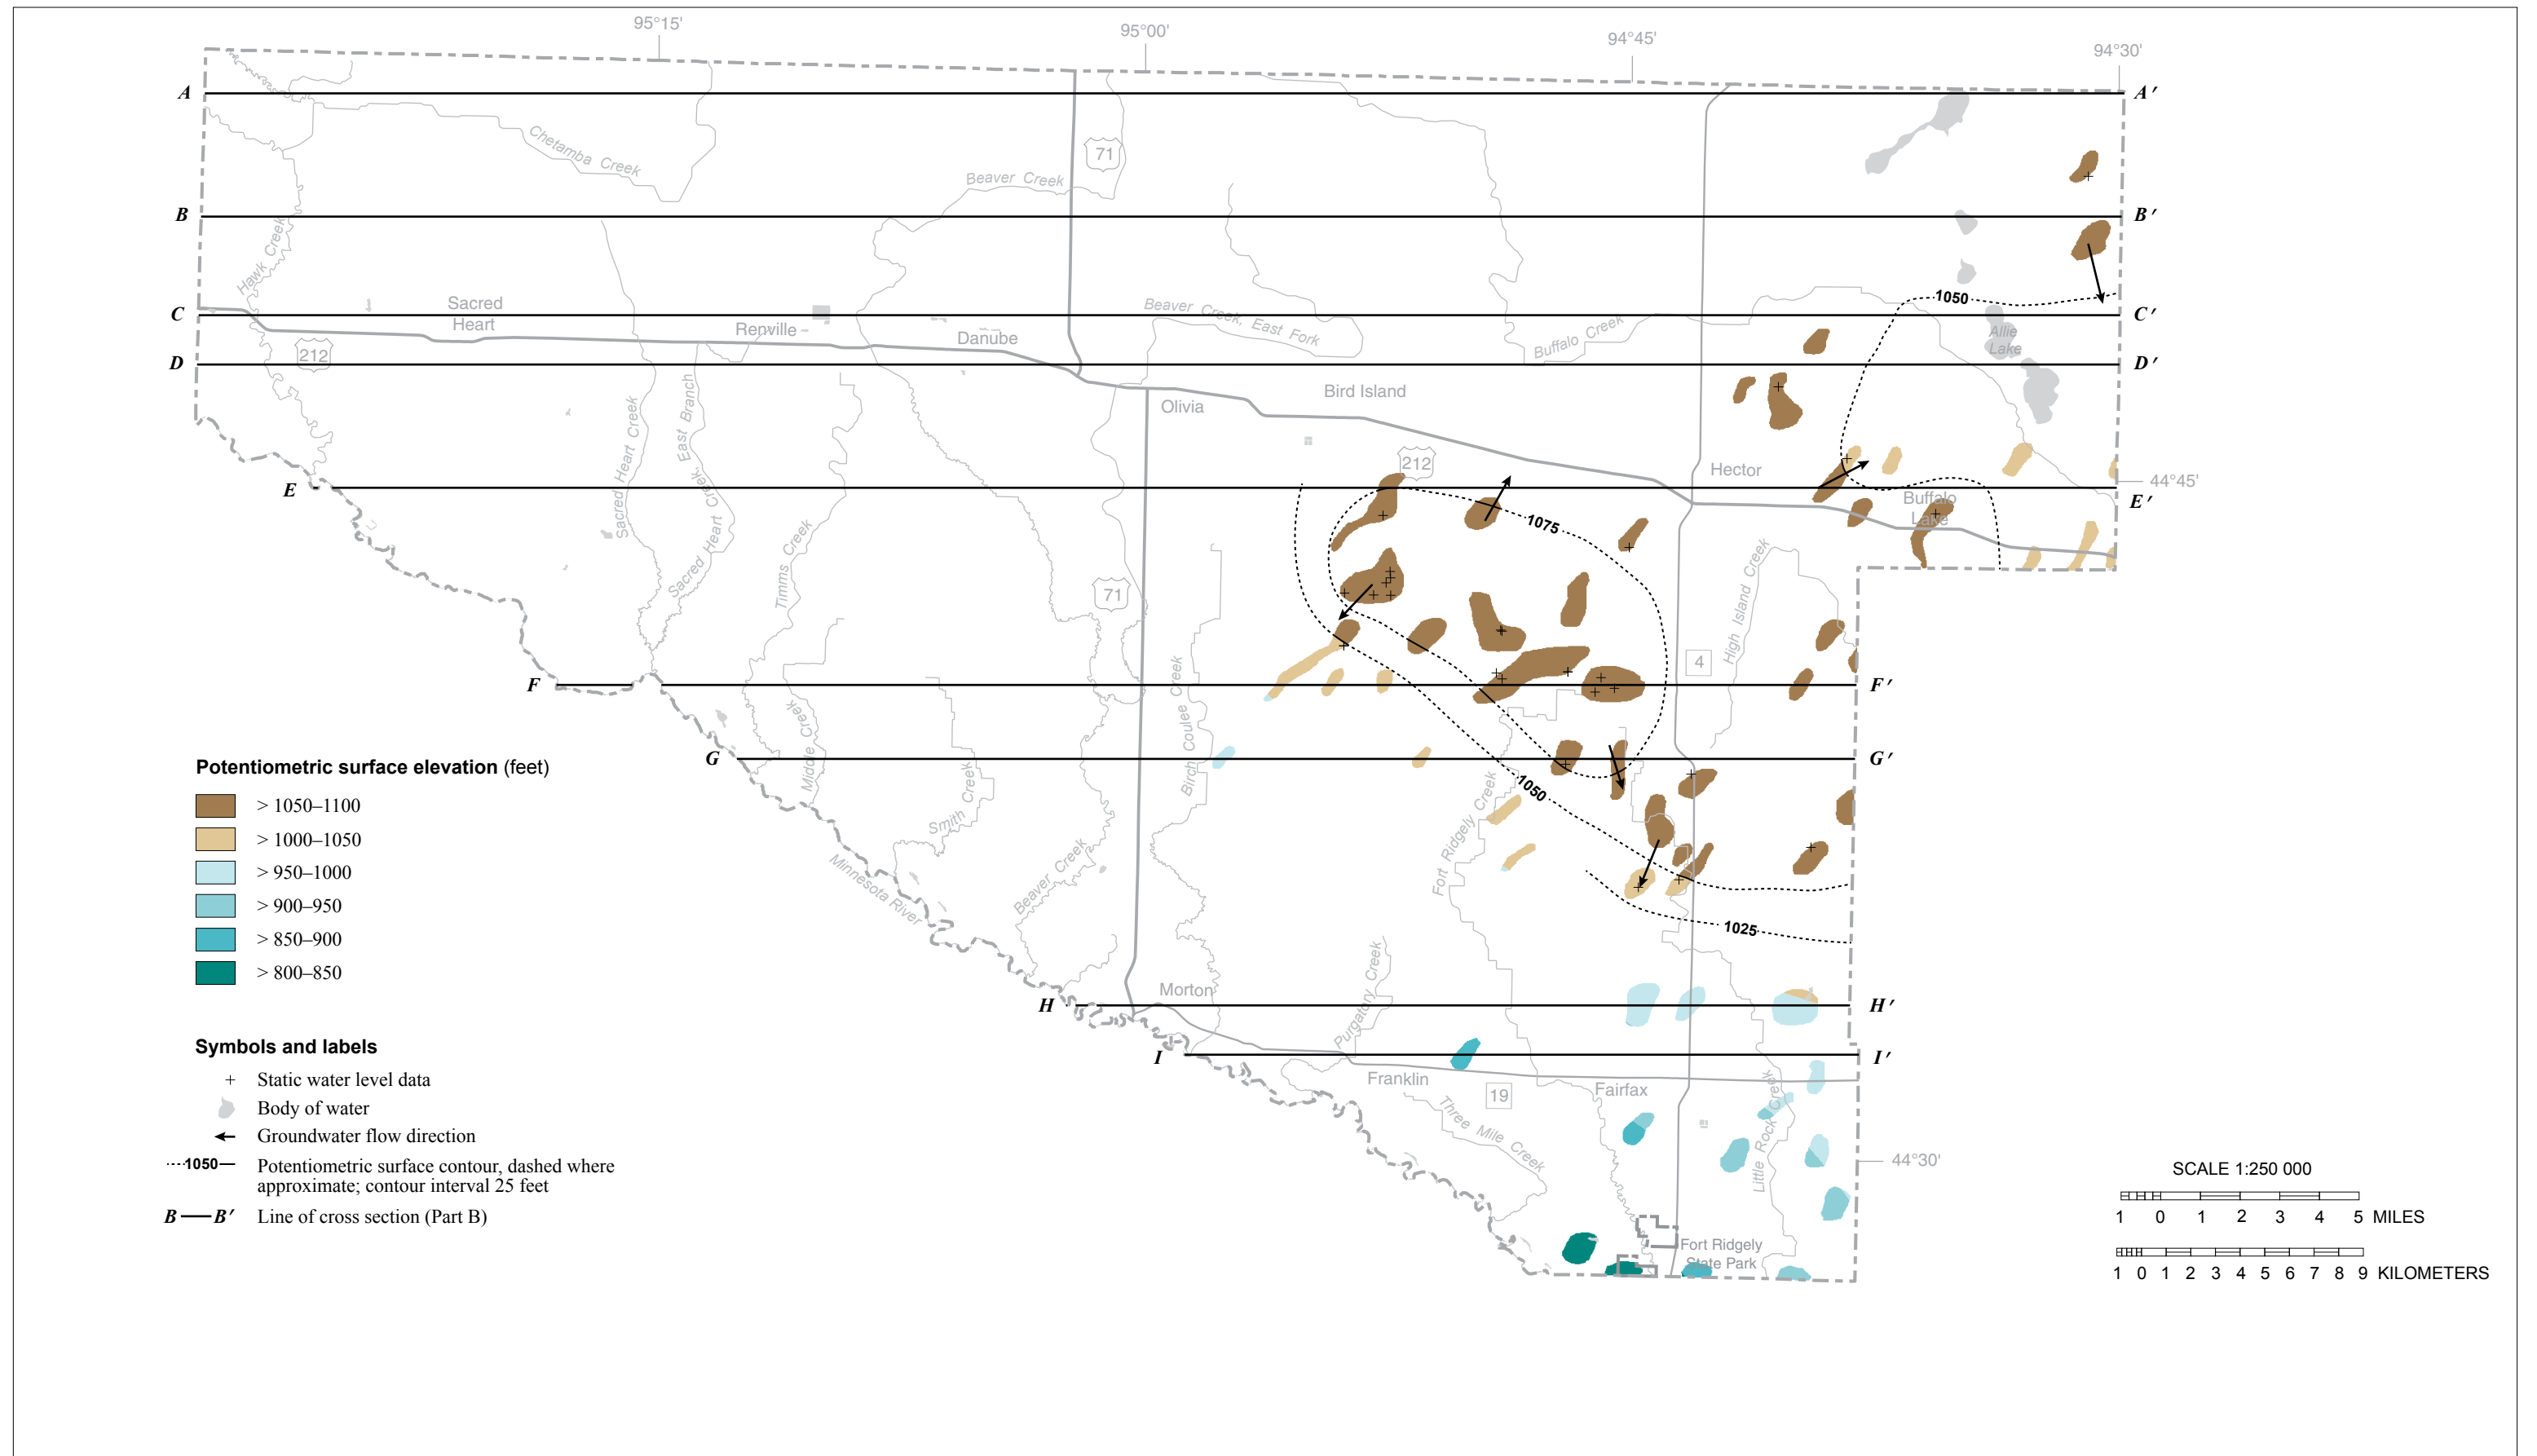 95°15'
95°00'
94°45'
94°30'
A
A′
Chetamba Creek
71
Beaver Creek
B
B′
Hawk Creek
1050
Sacred
Heart
Beaver Creek, East Fork
C
C′
Renville
Danube
Buffalo Creek
Allie
Lake
212
D
D′
Bird Island
Olivia
Sacred Heart Creek
East Branch
Sacred Heart Creek,
212
Hector
44°45'
E
E′
Buffalo
Lake
1075
Timms Creek
High Island Creek
71
4
Birch Coulee Creek
F
F′
Middle Creek
G
G′
Smith Creek
1050
Fort Ridgely Creek
Beaver Creek
Minnesota River
1025
Purgatory Creek
Morton
H
H′
I
I′
Franklin
19
Fairfax
Three Mile Creek
Little Rock Creek
44°30'
Fort Ridgely
State Park
Potentiometric surface elevation (feet)
> 1050–1100
> 1000–1050
> 950–1000
> 900–950
> 850–900
> 800–850
Symbols and labels
+ Static water level data
Body of water
Groundwater flow direction
1050 Potentiometric surface contour, dashed where
approximate; contour interval 25 feet
B B′ Line of cross section (Part B)
SCALE 1:250 000
1 0 1 2 3 4 5 MILES
1 0 1 2 3 4 5 6 7 8 9 KILOMETERS